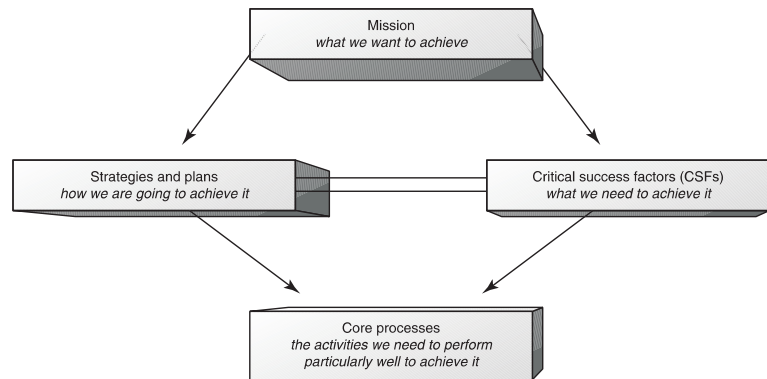 Mission
what we want to achieve
Strategies and plans
how we are going to achieve it
Critical success factors (CSFs)
what we need to achieve it
Core processes
the activities we need to perform
particularly well to achieve it